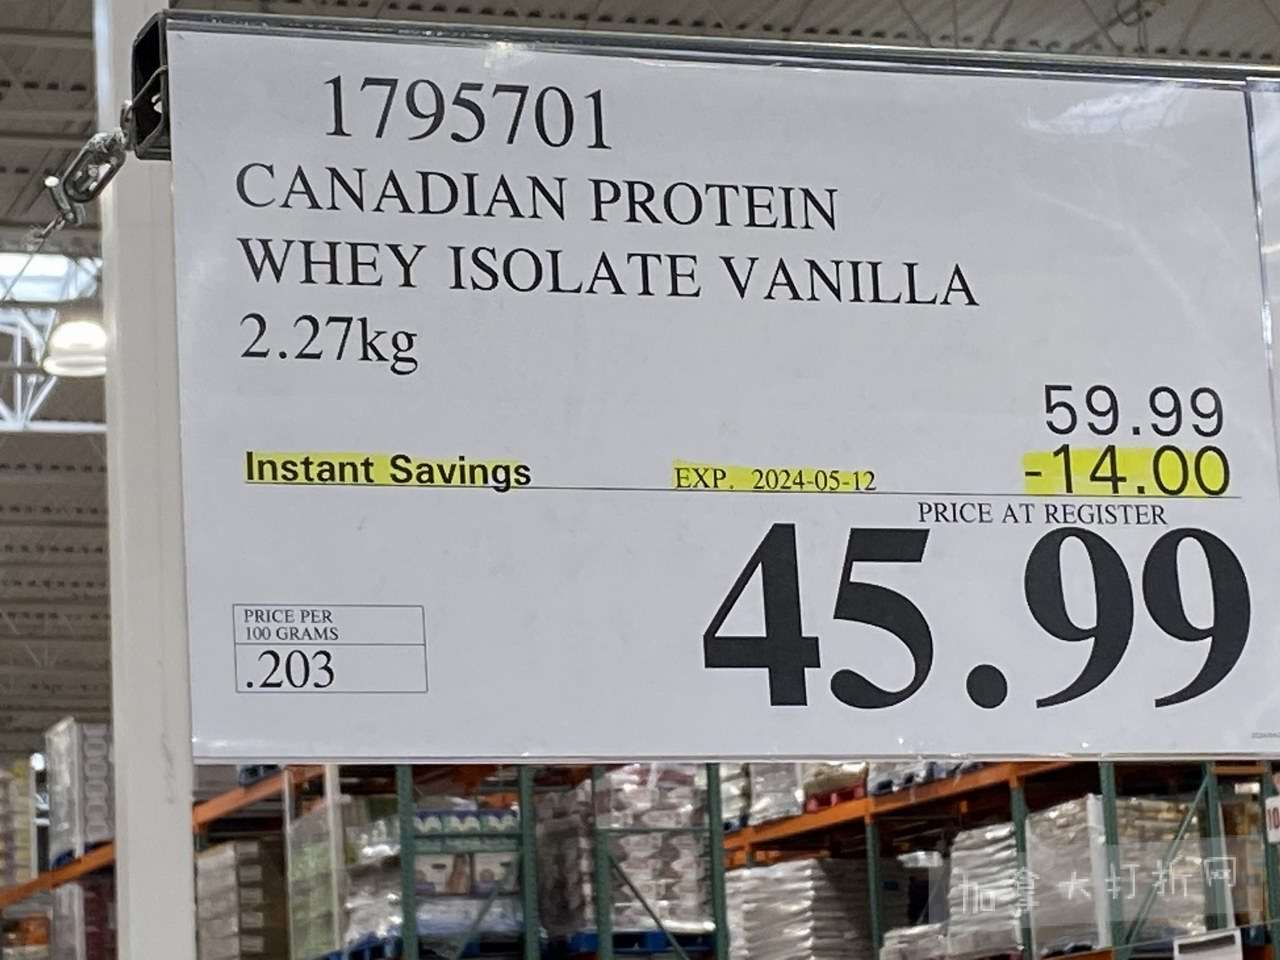 1795701
CANADIAN PROTEIN
WHEY ISOLATE VANILLA
2.27kg
59.99
Instant Savings EXP. 2024-05-12 -14.00
PRICE AT REGISTER
45.99
PRICE PER
100 GRAMS
.203
加拿大打折网